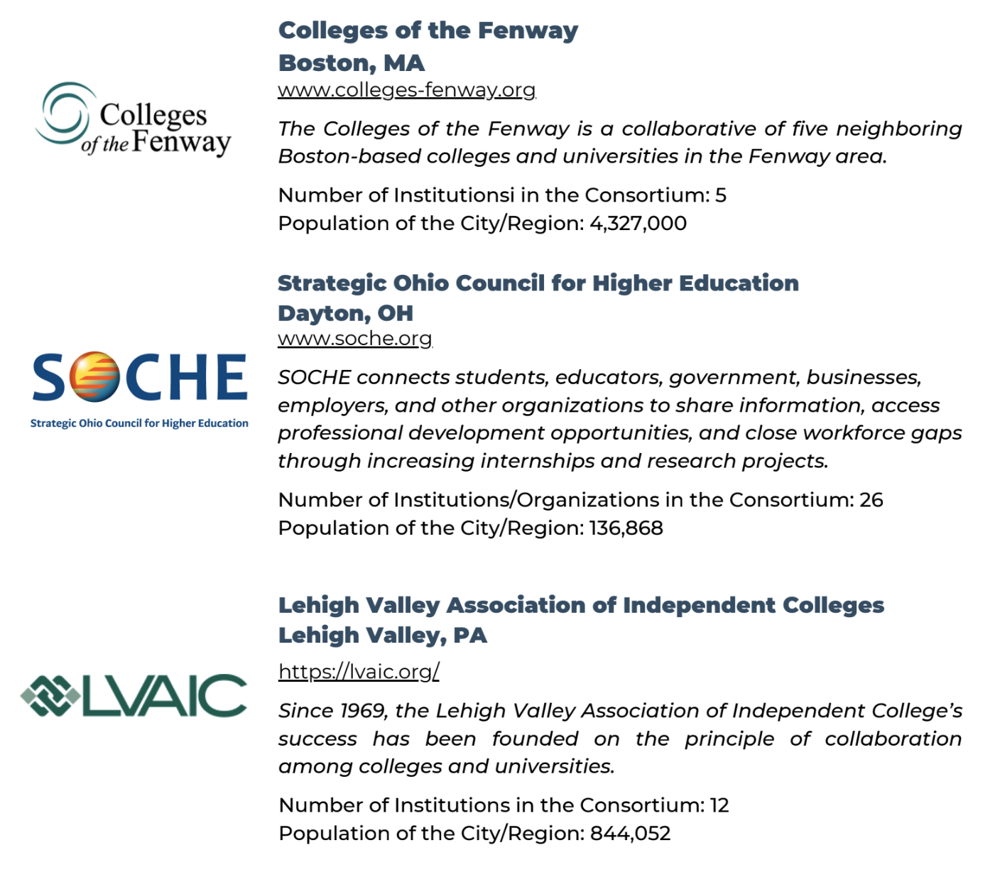 Colleges of the Fenway
Boston, MA
www.colleges-fenway.org
Colleges
of the Fenway
The Colleges of the Fenway is a collaborative of five neighboring
Boston-based colleges and universities in the Fenway area.
Number of Institutionsi in the Consortium: 5
Population of the City/Region: 4,327,000
Strategic Ohio Council for Higher Education
Dayton, OH
www.soche.org
SOCHE
Strategic Ohio Council for Higher Education
SOCHE connects students, educators, government, businesses,
employers, and other organizations to share information, access
professional development opportunities, and close workforce gaps
through increasing internships and research projects.
Number of Institutions/Organizations in the Consortium: 26
Population of the City/Region: 136,868
Lehigh Valley Association of Independent Colleges
Lehigh Valley, PA
https://lvaic.org/
LVAIC
Since 1969, the Lehigh Valley Association of Independent College’s
success has been founded on the principle of collaboration
among colleges and universities.
Number of Institutions in the Consortium: 12
Population of the City/Region: 844,052